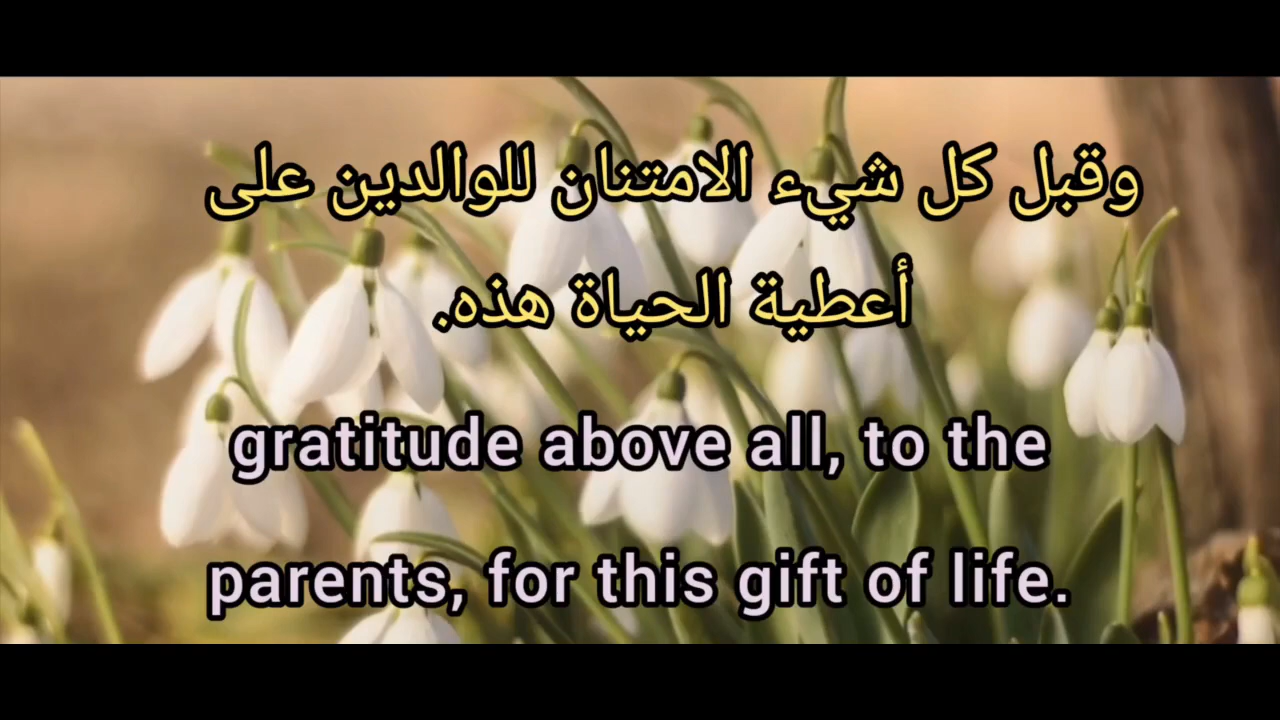 وقبل كل شيء الامتنان للوالدين على
أعطية الحياة هذه.
gratitude above all, to the
parents, for this gift of life.